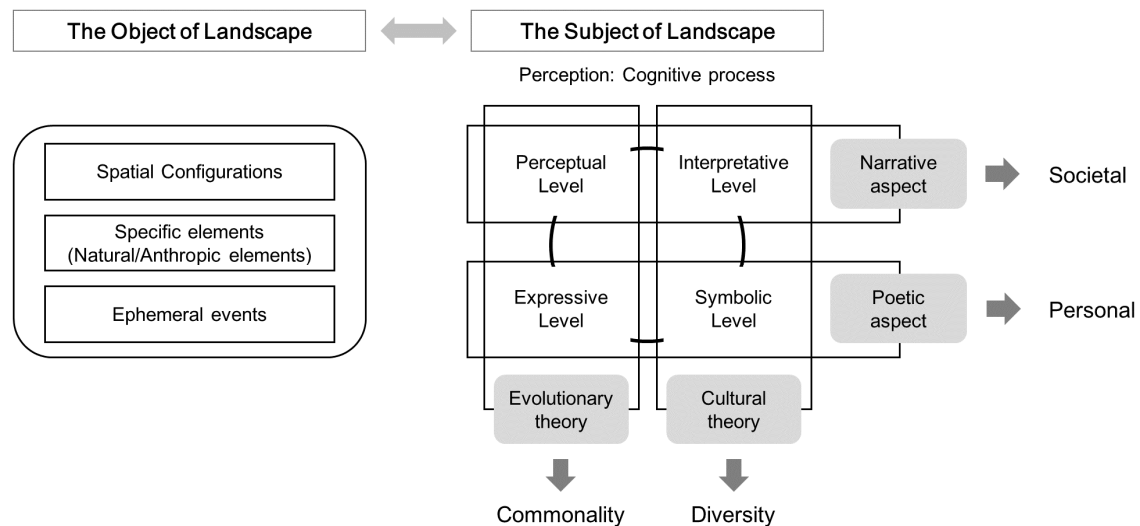 The Object of Landscape
The Subject of Landscape
Perception: Cognitive process
Spatial Configurations
Specific elements
(Natural/Anthropic elements)
Ephemeral events
Perceptual
Level
Interpretative
Level
Narrative
aspect
Societal
Expressive
Level
Symbolic
Level
Poetic
aspect
Personal
Evolutionary
theory
Cultural
theory
Commonality
Diversity